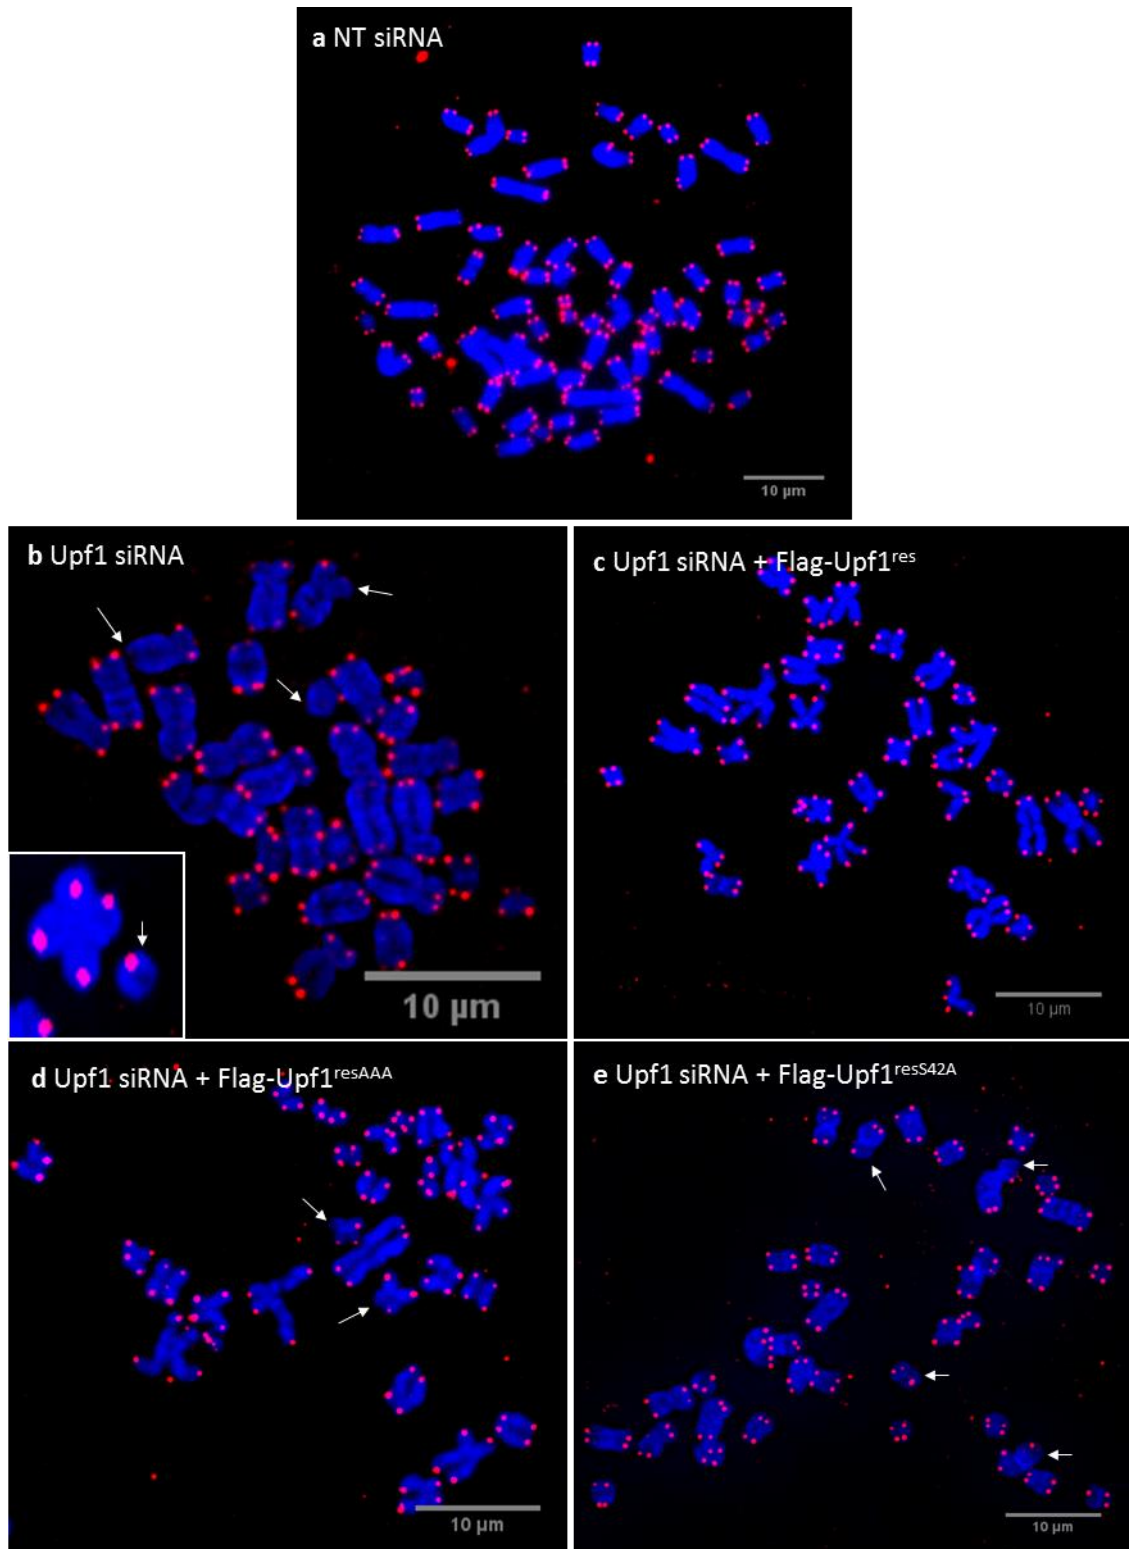 a NT siRNA
10 µm
b Upf1 siRNA
10 µm
c Upf1 siRNA + Flag-Upf1res
10 µm
d Upf1 siRNA + Flag-Upf1resAAA
10 µm
e Upf1 siRNA + Flag-Upf1resS42A
10 µm